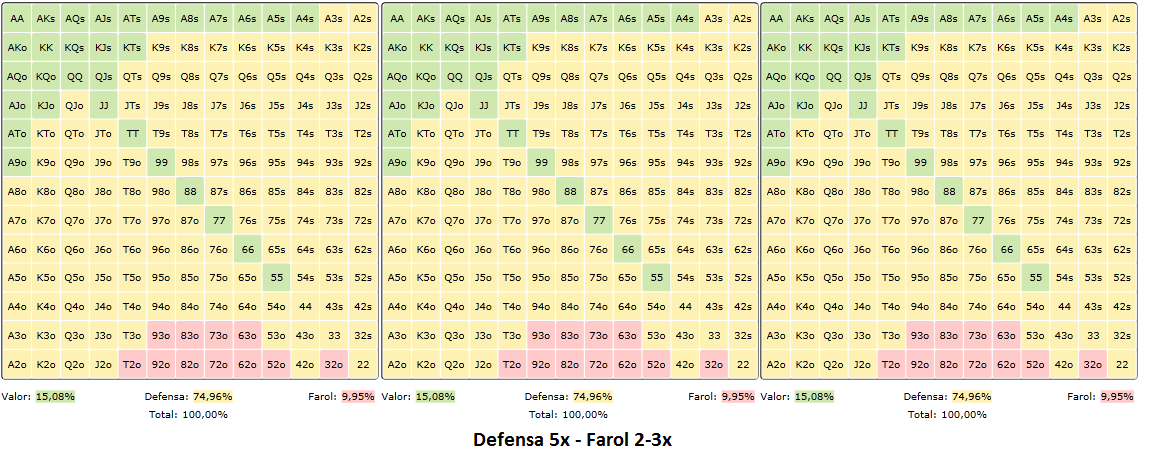 AA AKs AQs AJs ATs A9s A8s A7s A6s A5s A4s A3s A2s AA AKs AQs AJs ATs A9s A8s A7s A6s A5s A4s A3s A2s AA AKs AQs AJs ATs A9s A8s A7s A6s A5s A4s A3s A2s
AKo KK KQs KJs KTs K9s K8s K7s K6s K5s K4s K3s K2s AKo KK KQs KJs KTs K9s K8s K7s K6s K5s K4s K3s K2s AKo KK KQs KJs KTs K9s K8s K7s K6s K5s K4s K3s K2s
AQo KQo QQ QJs QTs Q9s Q8s Q7s Q6s Q5s Q4s Q3s Q2s AQo KQo QQ QJs QTs Q9s Q8s Q7s Q6s Q5s Q4s Q3s Q2s AQo KQo QQ QJs QTs Q9s Q8s Q7s Q6s Q5s Q4s Q3s Q2s
AJo KJo QJo JJ JTs J9s J8s J7s J6s J5s J4s J3s J2s AJo KJo QJo JJ JTs J9s J8s J7s J6s J5s J4s J3s J2s AJo KJo QJo JJ JTs J9s J8s J7s J6s J5s J4s J3s J2s
ATo KTo QTo JTo TT T9s T8s T7s T6s T5s T4s T3s T2s ATo KTo QTo JTo TT T9s T8s T7s T6s T5s T4s T3s T2s ATo KTo QTo JTo TT T9s T8s T7s T6s T5s T4s T3s T2s
A9o K9o Q9o J9o T9o 99 98s 97s 96s 95s 94s 93s 92s A9o K9o Q9o J9o T9o 99 98s 97s 96s 95s 94s 93s 92s A9o K9o Q9o J9o T9o 99 98s 97s 96s 95s 94s 93s 92s
A8o K8o Q8o J8o T8o 98o 88 87s 86s 85s 84s 83s 82s A8o K8o Q8o J8o T8o 98o 88 87s 86s 85s 84s 83s 82s A8o K8o Q8o J8o T8o 98o 88 87s 86s 85s 84s 83s 82s
A7o K7o Q7o J7o T7o 97o 87o 77 76s 75s 74s 73s 72s A7o K7o Q7o J7o T7o 97o 87o 77 76s 75s 74s 73s 72s A7o K7o Q7o J7o T7o 97o 87o 77 76s 75s 74s 73s 72s
A6o K6o Q6o J6o T6o 96o 86o 76o 66 65s 64s 63s 62s A6o K6o Q6o J6o T6o 96o 86o 76o 66 65s 64s 63s 62s A6o K6o Q6o J6o T6o 96o 86o 76o 66 65s 64s 63s 62s
A5o K5o Q5o J5o T5o 95o 85o 75o 65o 55 54s 53s 52s A5o K5o Q5o J5o T5o 95o 85o 75o 65o 55 54s 53s 52s A5o K5o Q5o J5o T5o 95o 85o 75o 65o 55 54s 53s 52s
A4o K4o Q4o J4o T4o 94o 84o 74o 64o 54o 44 43s 42s A4o K4o Q4o J4o T4o 94o 84o 74o 64o 54o 44 43s 42s A4o K4o Q4o J4o T4o 94o 84o 74o 64o 54o 44 43s 42s
A3o K3o Q3o J3o T3o 93o 83o 73o 63o 53o 43o 33 32s A3o K3o Q3o J3o T3o 93o 83o 73o 63o 53o 43o 33 32s A3o K3o Q3o J3o T3o 93o 83o 73o 63o 53o 43o 33 32s
A2o K2o Q2o J2o T2o 92o 82o 72o 62o 52o 42o 32o 22 A2o K2o Q2o J2o T2o 92o 82o 72o 62o 52o 42o 32o 22 A2o K2o Q2o J2o T2o 92o 82o 72o 62o 52o 42o 32o 22
Valor: 15,08% Defensa: 74,96% Farol: 9,95% Valor: 15,08% Defensa: 74,96% Farol: 9,95% Valor: 15,08% Defensa: 74,96% Farol: 9,95%
Total: 100,00% Total: 100,00% Total: 100,00%
Defensa 5x - Farol 2-3x